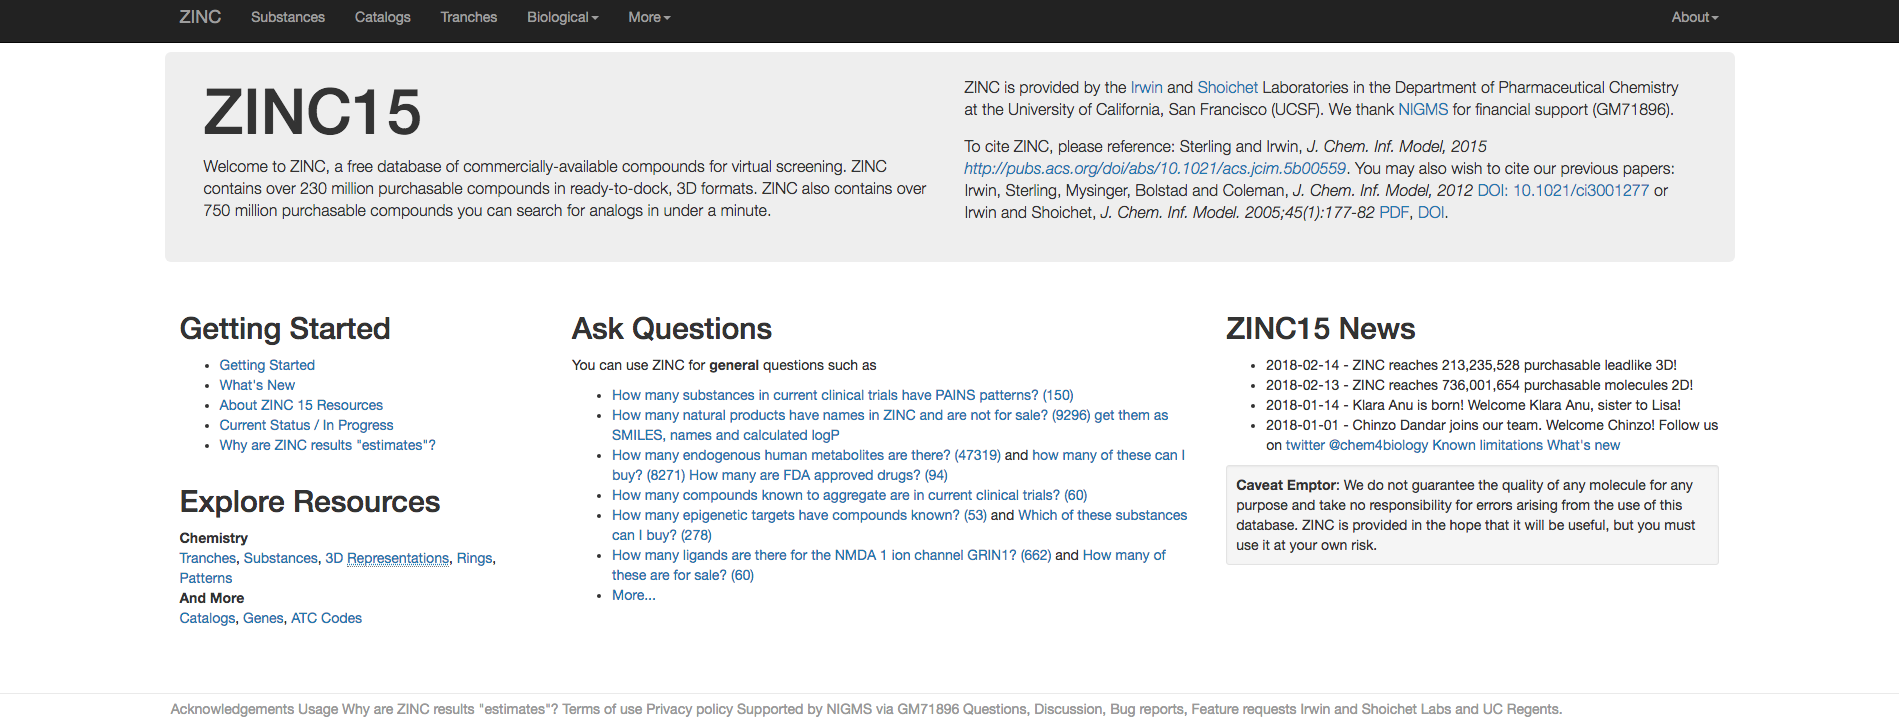 ZINC Substances Catalogs Tranches Biological More About
ZINC15
Welcome to ZINC, a free database of commercially-available compounds for virtual screening. ZINC
contains over 230 million purchasable compounds in ready-to-dock, 3D formats. ZINC also contains over
750 million purchasable compounds you can search for analogs in under a minute.
ZINC is provided by the Irwin and Shoichet Laboratories in the Department of Pharmaceutical Chemistry
at the University of California, San Francisco (UCSF). We thank NIGMS for financial support (GM71896).
To cite ZINC, please reference: Sterling and Irwin, J. Chem. Inf. Model, 2015
http://pubs.acs.org/doi/abs/10.1021/acs.jcim.5b00559. You may also wish to cite our previous papers:
Irwin, Sterling, Mysinger, Bolstad and Coleman, J. Chem. Inf. Model, 2012 DOI: 10.1021/ci3001277 or
Irwin and Shoichet, J. Chem. Inf. Model. 2005;45(1):177-82 PDF, DOI.
Getting Started
• Getting Started
• What's New
• About ZINC 15 Resources
• Current Status / In Progress
• Why are ZINC results "estimates"?
Explore Resources
Chemistry
Tranches, Substances, 3D Representations, Rings,
Patterns
And More
Catalogs, Genes, ATC Codes
Ask Questions
You can use ZINC for general questions such as
• How many substances in current clinical trials have PAINS patterns? (150)
• How many natural products have names in ZINC and are not for sale? (9296) get them as
SMILES, names and calculated logP
• How many endogenous human metabolites are there? (47319) and how many of these can I
buy? (8271) How many are FDA approved drugs? (94)
• How many compounds known to aggregate are in current clinical trials? (60)
• How many epigenetic targets have compounds known? (53) and Which of these substances
can I buy? (278)
• How many ligands are there for the NMDA 1 ion channel GRIN1? (662) and How many of
these are for sale? (60)
• More...
ZINC15 News
• 2018-02-14 - ZINC reaches 213,235,528 purchasable leadlike 3D!
• 2018-02-13 - ZINC reaches 736,001,654 purchasable molecules 2D!
• 2018-01-14 - Klara Anu is born! Welcome Klara Anu, sister to Lisa!
• 2018-01-01 - Chinzo Dandar joins our team. Welcome Chinzo! Follow us
on twitter @chem4biology Known limitations What's new
Caveat Emptor: We do not guarantee the quality of any molecule for any
purpose and take no responsibility for errors arising from the use of this
database. ZINC is provided in the hope that it will be useful, but you must
use it at your own risk.
Acknowledgements Usage Why are ZINC results "estimates"? Terms of use Privacy policy Supported by NIGMS via GM71896 Questions, Discussion, Bug reports, Feature requests Irwin and Shoichet Labs and UC Regents.